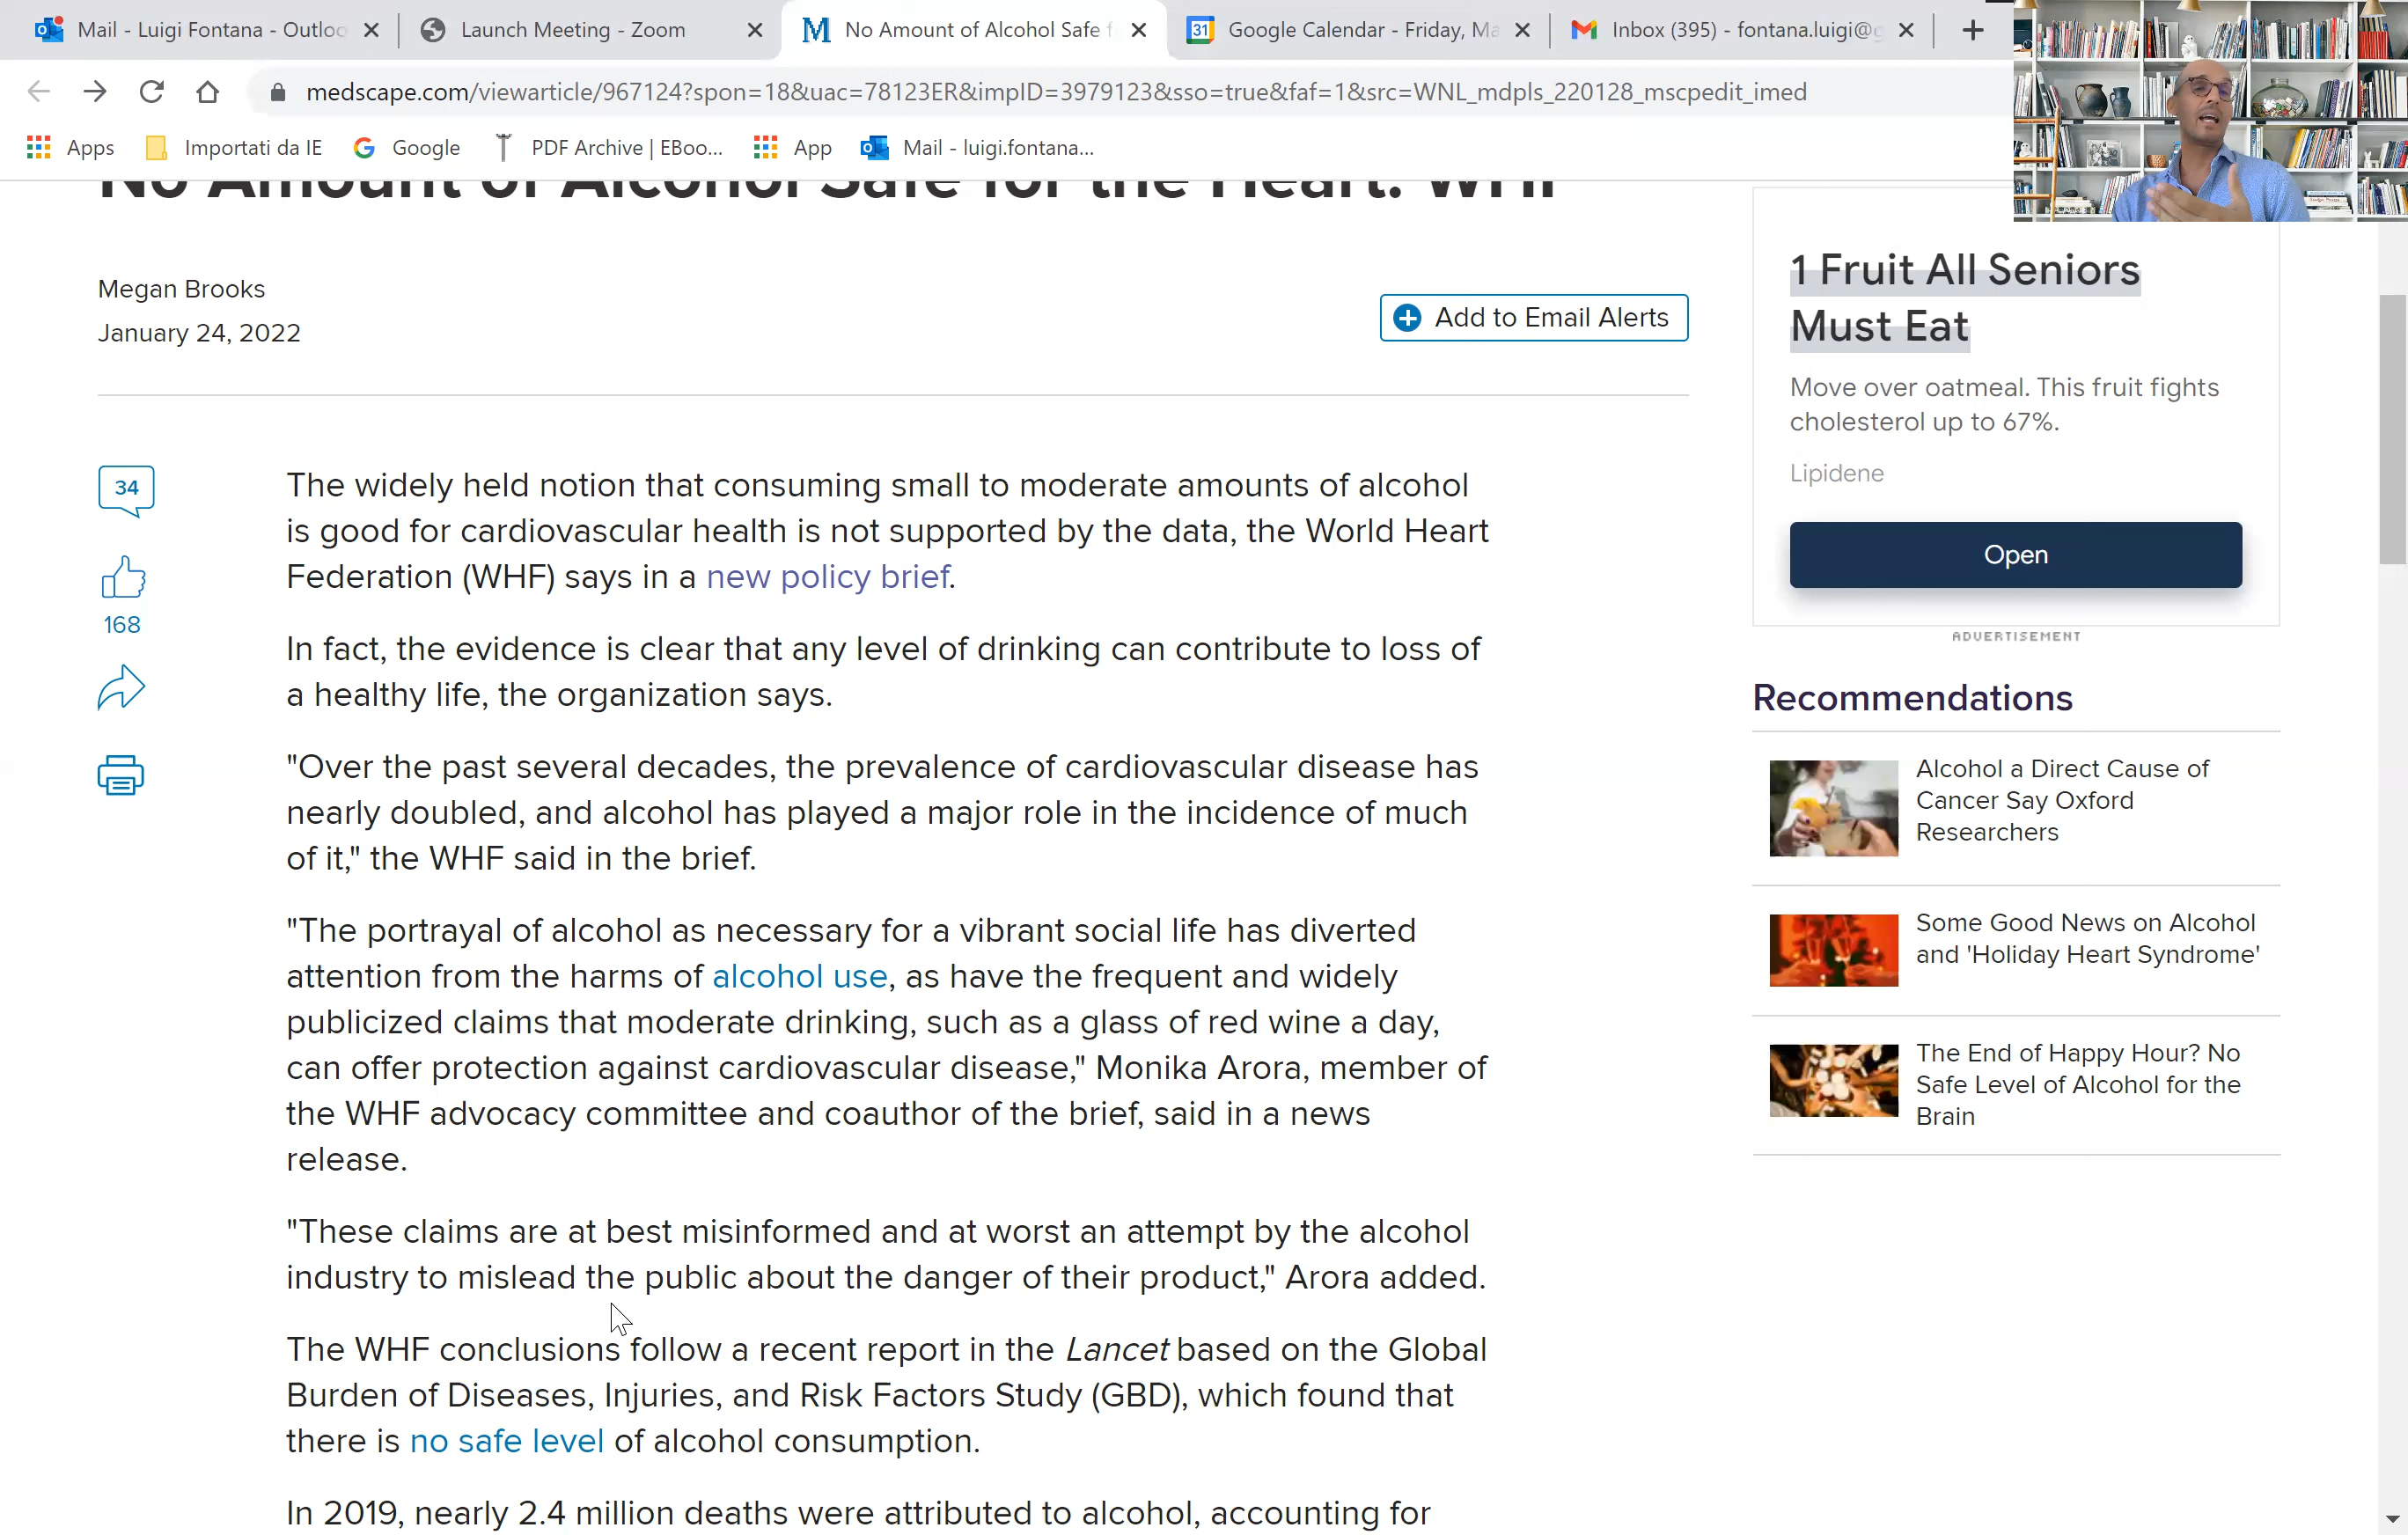 Mail - Luigi Fontana - Outloo
Launch Meeting - Zoom
No Amount of Alcohol Safe f
31
Google Calendar - Friday, Ma
Inbox (395) - fontana.luigi@g
medscape.com/viewarticle/967124?spon=18&uac=78123ER&impID=3979123&sso=true&faf=1&src=WNL_mdpls_220128_mscpedit_imed
Apps
Importati da IE
Google
PDF Archive | EBoo...
App
Mail - luigi.fontana...
No Amount of Alcohol Safe for the Heart: WHF
Megan Brooks
January 24, 2022
Add to Email Alerts
34
168
The widely held notion that consuming small to moderate amounts of alcohol
is good for cardiovascular health is not supported by the data, the World Heart
Federation (WHF) says in a new policy brief.
In fact, the evidence is clear that any level of drinking can contribute to loss of
a healthy life, the organization says.
"Over the past several decades, the prevalence of cardiovascular disease has
nearly doubled, and alcohol has played a major role in the incidence of much
of it," the WHF said in the brief.
"The portrayal of alcohol as necessary for a vibrant social life has diverted
attention from the harms of alcohol use, as have the frequent and widely
publicized claims that moderate drinking, such as a glass of red wine a day,
can offer protection against cardiovascular disease," Monika Arora, member of
the WHF advocacy committee and coauthor of the brief, said in a news
release.
"These claims are at best misinformed and at worst an attempt by the alcohol
industry to mislead the public about the danger of their product," Arora added.
The WHF conclusions follow a recent report in the Lancet based on the Global
Burden of Diseases, Injuries, and Risk Factors Study (GBD), which found that
there is no safe level of alcohol consumption.
In 2019, nearly 2.4 million deaths were attributed to alcohol, accounting for
1 Fruit All Seniors
Must Eat
Move over oatmeal. This fruit fights
cholesterol up to 67%.
Lipidene
Open
ADVERTISEMENT
Recommendations
Alcohol a Direct Cause of
Cancer Say Oxford
Researchers
Some Good News on Alcohol
and 'Holiday Heart Syndrome'
The End of Happy Hour? No
Safe Level of Alcohol for the
Brain